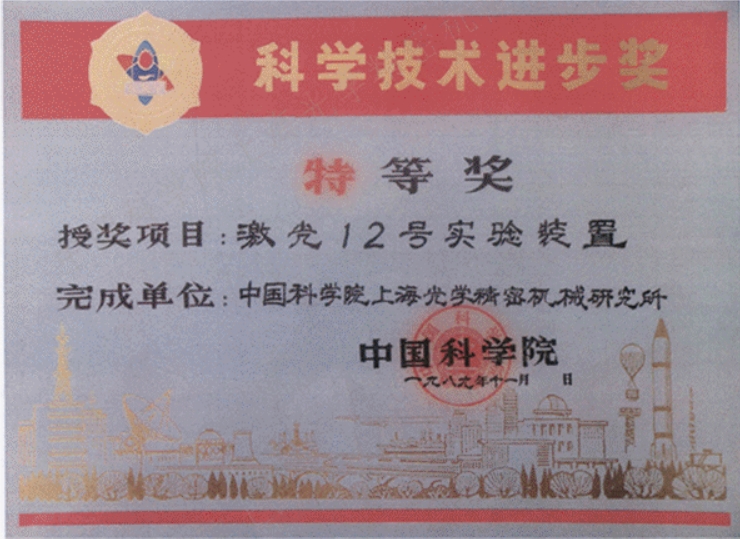 科学技术进步奖
特等奖
授奖项目:激光12号实验装置
完成单位:中国科学院上海光学精密机械研究所
中国科学院
一九八九年十一月 日